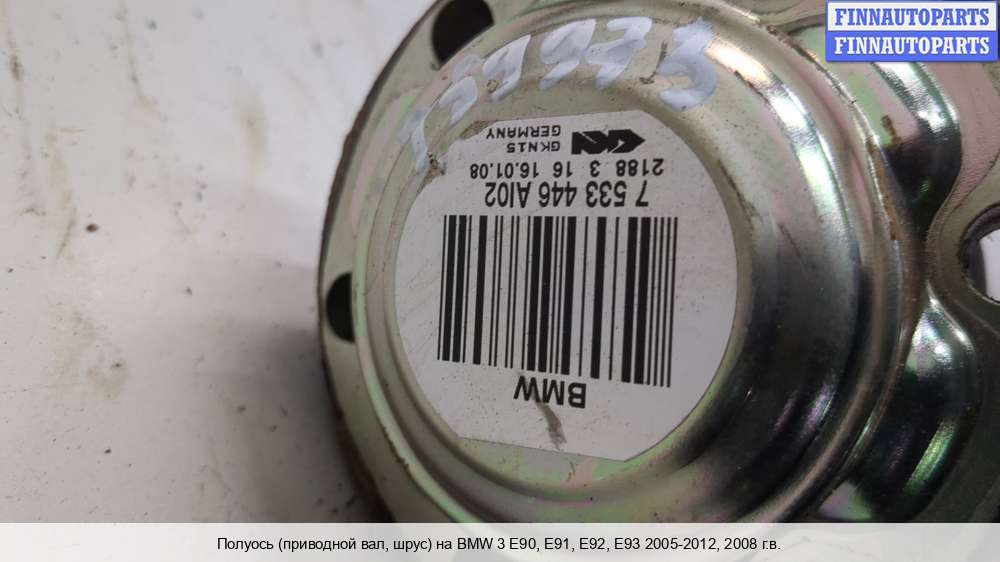 FINNAUTOPARTS
FINNAUTOPARTS
BMW
7 533 446 AI02
2188 3 16 16.01.08
GKN15
GERMANY
GKN
Полуось (приводной вал, шрус) на BMW 3 E90, E91, E92, E93 2005-2012, 2008 г.в.